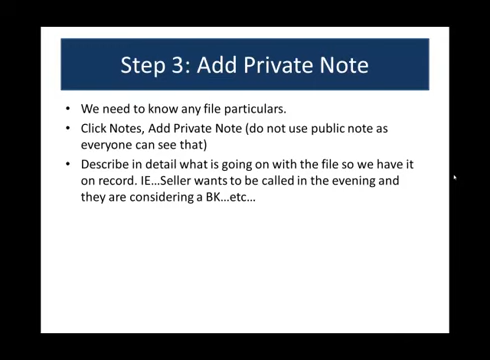 Step 3: Add Private Note
• We need to know any file particulars.
• Click Notes, Add Private Note (do not use public note as
everyone can see that)
• Describe in detail what is going on with the file so we have it
on record. IE...Seller wants to be called in the evening and
they are considering a BK...etc...